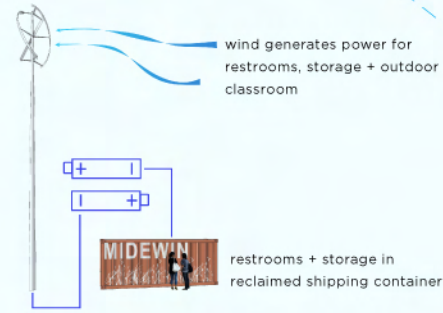 wind generates power for
restrooms, storage + outdoor
classroom
+ -
- +
MIDEWIN
restrooms + storage in
reclaimed shipping container